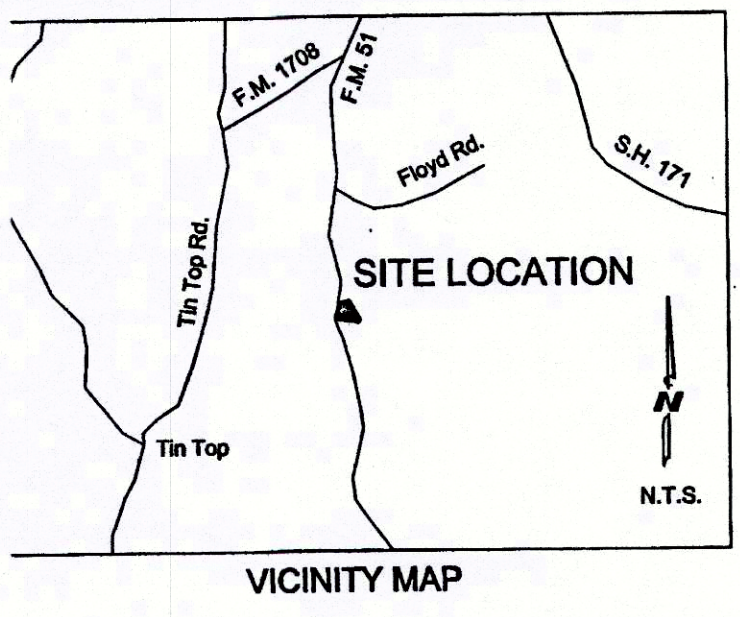 F.M. 1708
F.M. 51
Floyd Rd.
S.H. 171
Tin Top Rd.
SITE LOCATION
N
Tin Top
N.T.S.
VICINITY MAP